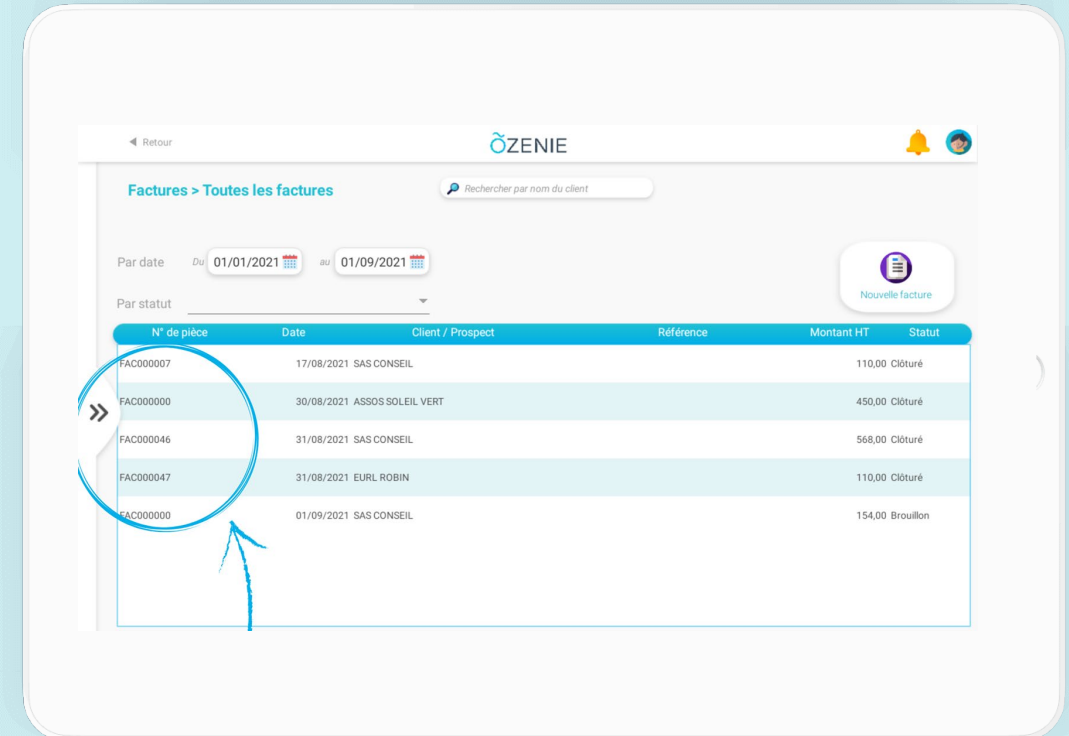 Retour
ÕZENIE
Factures > Toutes les factures
Rechercher par nom du client
Par date Du 01/01/2021 au 01/09/2021
Nouvelle facture
Par statut
N° de pièce Date Client / Prospect Référence Montant HT Statut
FAC000007 17/08/2021 SAS CONSEIL 110,00 Clôturé
FAC000000 30/08/2021 ASSOS SOLEIL VERT 450,00 Clôturé
FAC000046 31/08/2021 SAS CONSEIL 568,00 Clôturé
FAC000047 31/08/2021 EURL ROBIN 110,00 Clôturé
FAC000000 01/09/2021 SAS CONSEIL 154,00 Brouillon